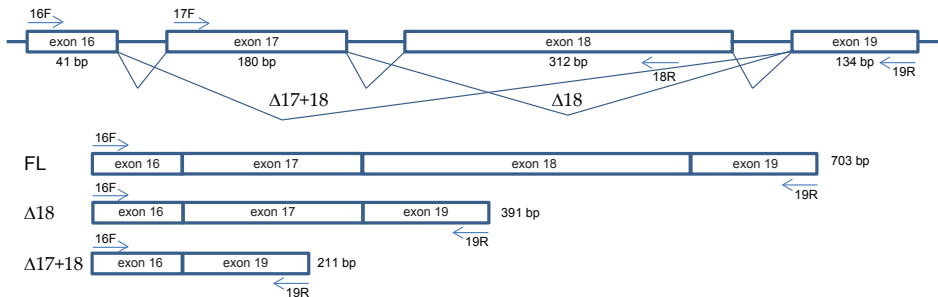 16F 17F
exon 16 exon 17 exon 18 exon 19
41 bp 180 bp 312 bp 18R 134 bp 19R
Δ17+18 Δ18
16F
FL exon 16 exon 17 exon 18 exon 19 703 bp
19R
16F
Δ18 exon 16 exon 17 exon 19 391 bp
19R
16F
Δ17+18 exon 16 exon 19 211 bp
19R